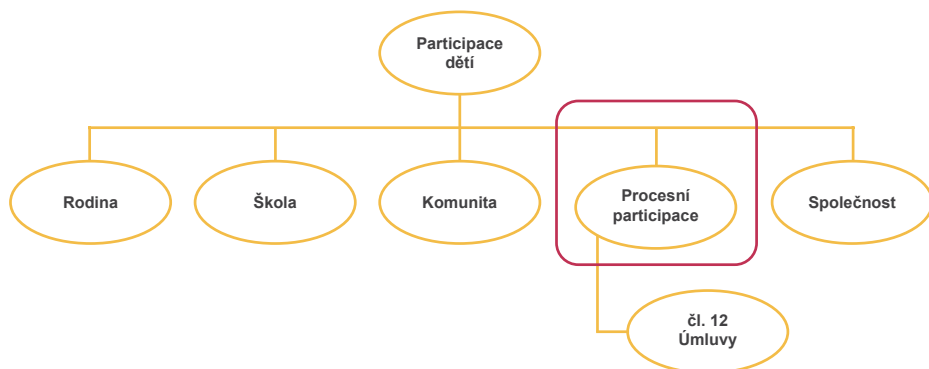 Participace
dětí
Rodina
Škola
Komunita
Procesní
participace
Společnost
čl. 12
Úmluvy